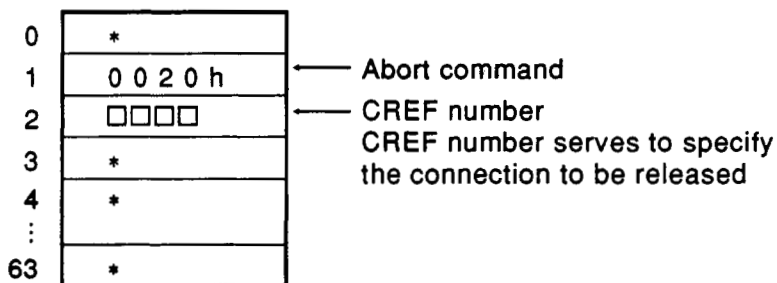 0 *
1 0020h Abort command
2 □□□□ CREF number
CREF number serves to specify
3 *
the connection to be released
4 *
⋮
63 *